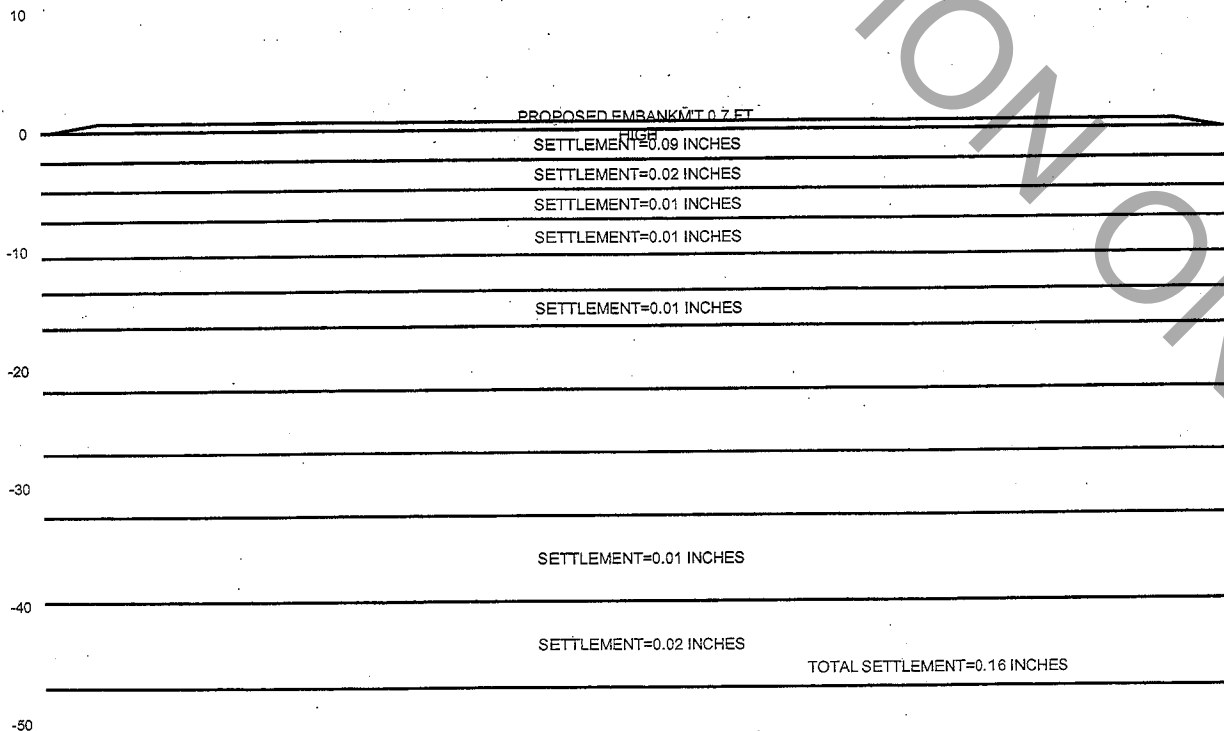 10
PROPOSED EMBANKM'T 0.7 FT
HIGH
0
SETTLEMENT=0.09 INCHES
SETTLEMENT=0.02 INCHES
SETTLEMENT=0.01 INCHES
SETTLEMENT=0.01 INCHES
-10
SETTLEMENT=0.01 INCHES
-20
-30
SETTLEMENT=0.01 INCHES
-40
SETTLEMENT=0.02 INCHES
TOTAL SETTLEMENT=0.16 INCHES
-50
ION ON